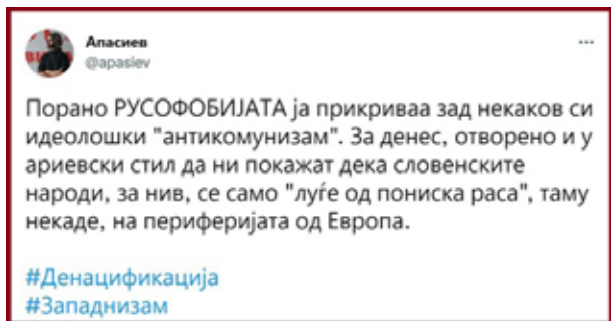 Апасиев
@apasiev
Порано РУСОФОБИЈАТА ја прикриваа зад некаков си
идеолошки "антикомунизам". За денес, отворено и у
ариевски стил да ни покажат дека словенските
народи, за нив, се само "луѓе од пониска раса", таму
некаде, на периферијата од Европа.
#Денацификација
#Западнизам